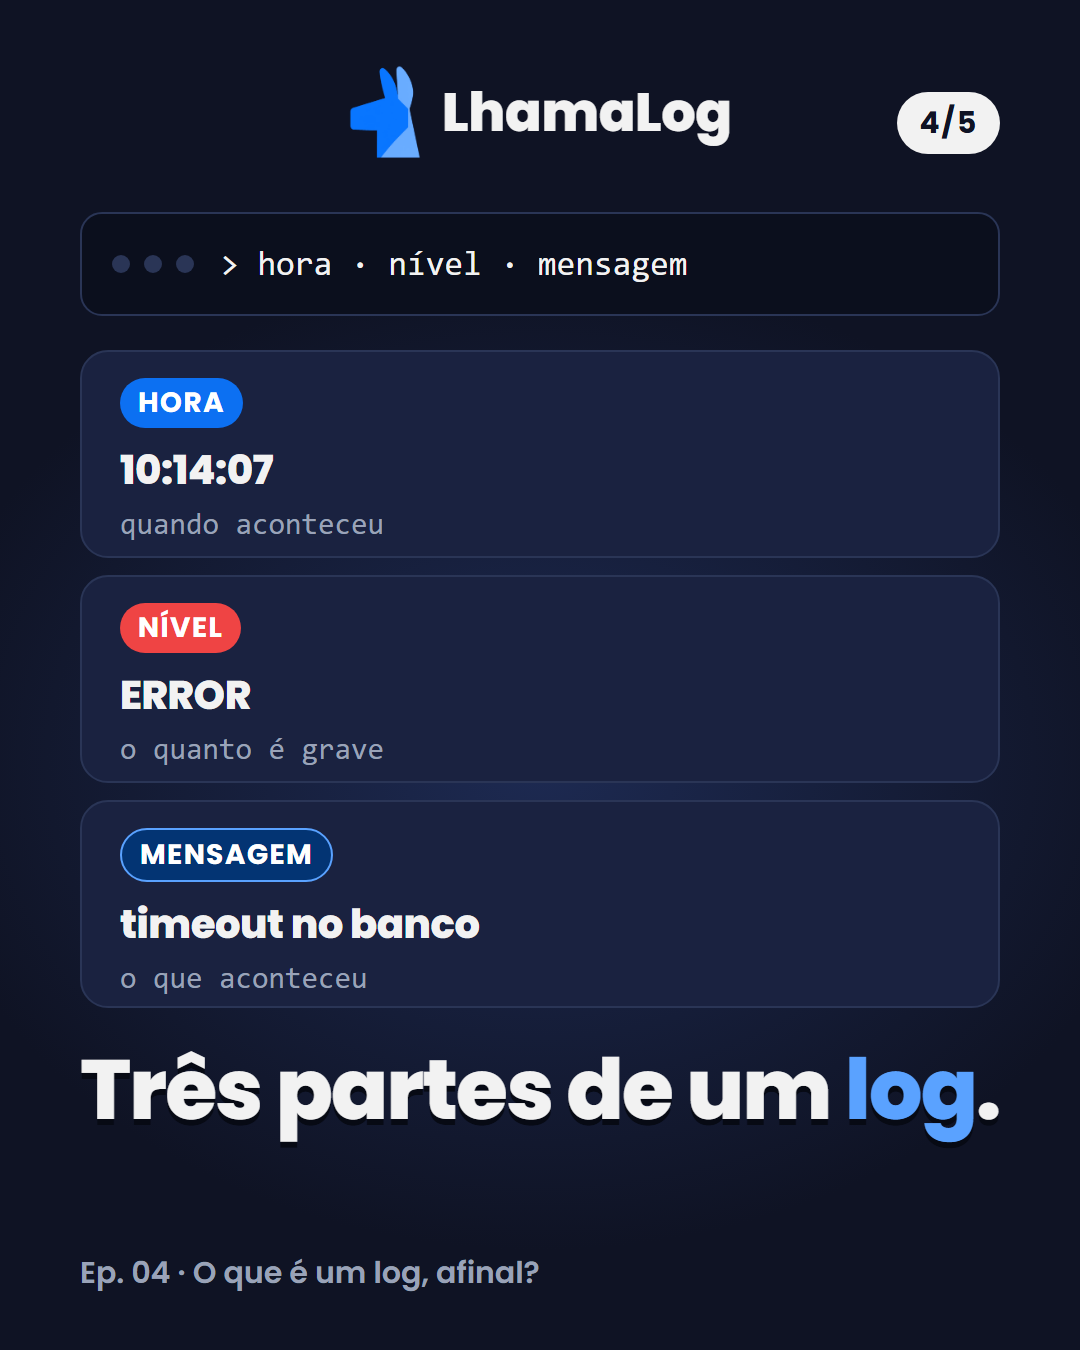 LhamaLog
4/5
> hora · nível · mensagem
HORA
10:14:07
quando aconteceu
NÍVEL
ERROR
o quanto é grave
MENSAGEM
timeout no banco
o que aconteceu
Três partes de um log.
Ep. 04 · O que é um log, afinal?